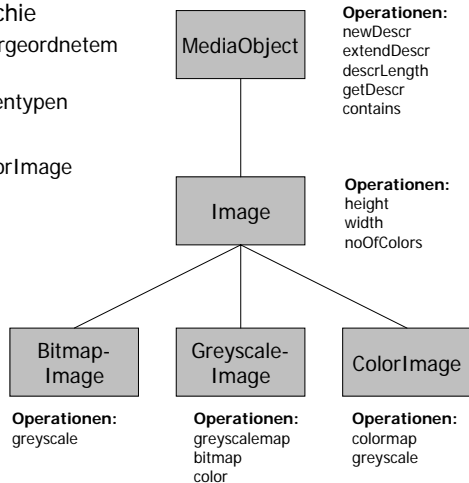 chie
rgeordnetem
entypen
orImage
MediaObject
Operationen:
newDescr
extendDescr
descrLength
getDescr
contains
Image
Operationen:
height
width
noOfColors
Bitmap-
Image
Greyscale-
Image
ColorImage
Operationen:
greyscale
Operationen:
greyscalemap
bitmap
color
Operationen:
colormap
greyscale